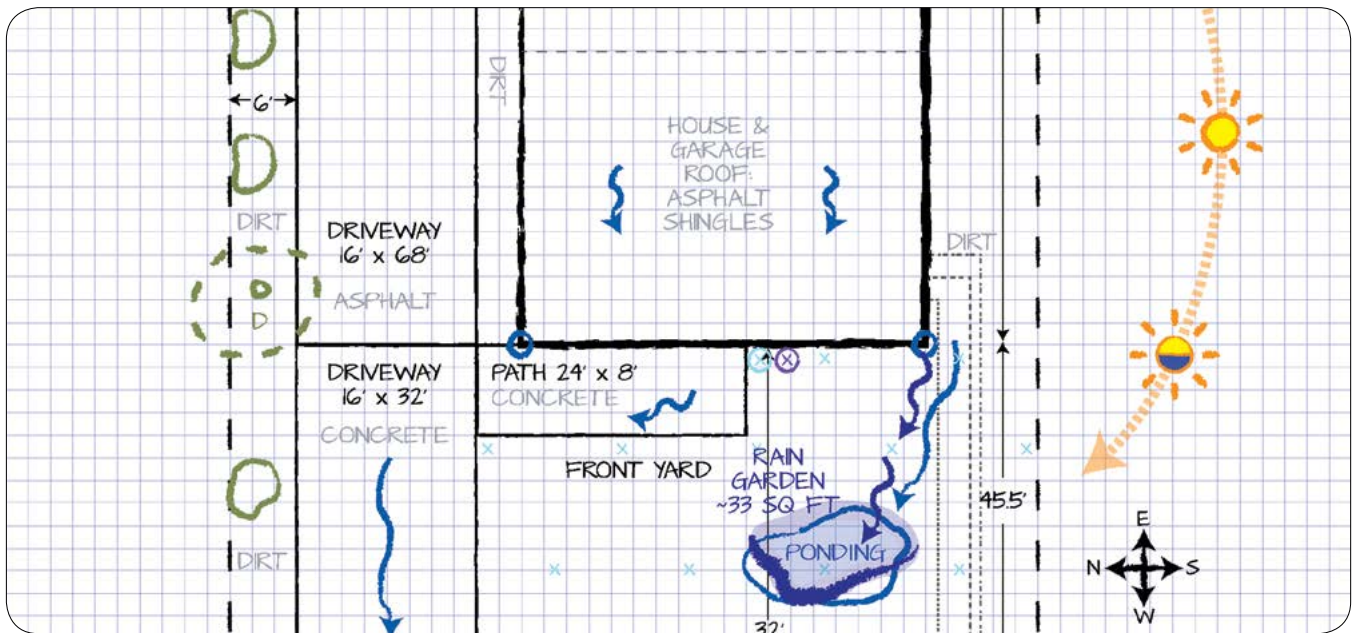 DIRT
6'
HOUSE &
GARAGE
ROOF:
ASPHALT
SHINGLES
DIRT
DRIVEWAY
16' x 68'
DIRT
ASPHALT
D
DRIVEWAY
16' x 32'
PATH 24' x 8'
CONCRETE
CONCRETE
FRONT YARD
RAIN
GARDEN
~33 SQ FT
45.5'
PONDING
DIRT
E
N S
W
32'